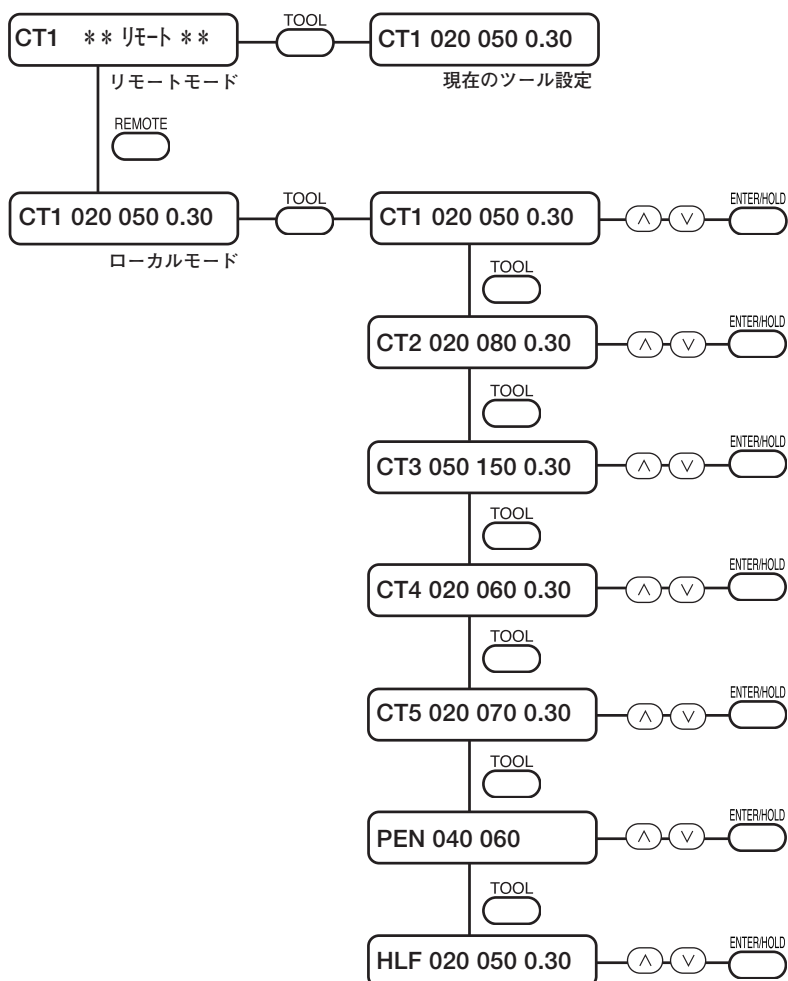 CT1 ** リモート ** TOOL CT1 020 050 0.30
リモートモード 現在のツール設定
REMOTE
CT1 020 050 0.30 TOOL CT1 020 050 0.30 ∧ ∨ ENTER/HOLD
ローカルモード
TOOL
CT2 020 080 0.30 ∧ ∨ ENTER/HOLD
TOOL
CT3 050 150 0.30 ∧ ∨ ENTER/HOLD
TOOL
CT4 020 060 0.30 ∧ ∨ ENTER/HOLD
TOOL
CT5 020 070 0.30 ∧ ∨ ENTER/HOLD
TOOL
PEN 040 060 ∧ ∨ ENTER/HOLD
TOOL
HLF 020 050 0.30 ∧ ∨ ENTER/HOLD